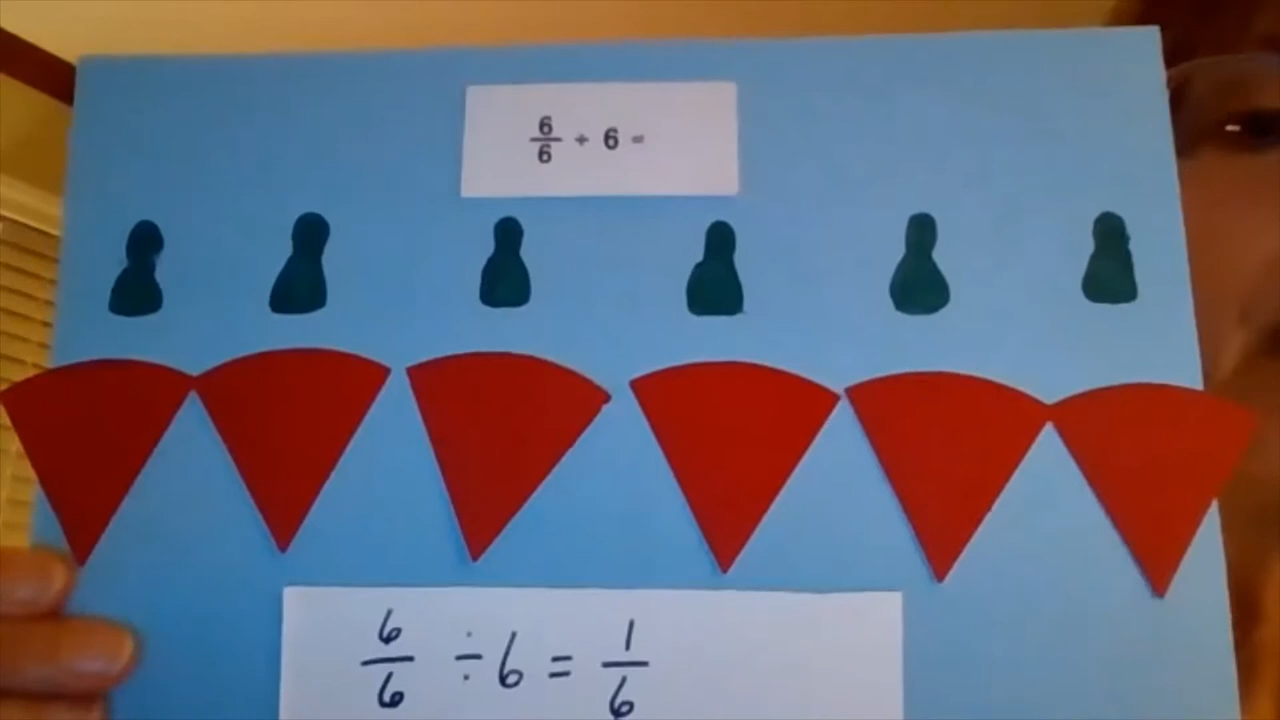 6/6 ÷ 6 =
6/6 ÷ 6 = 1/6